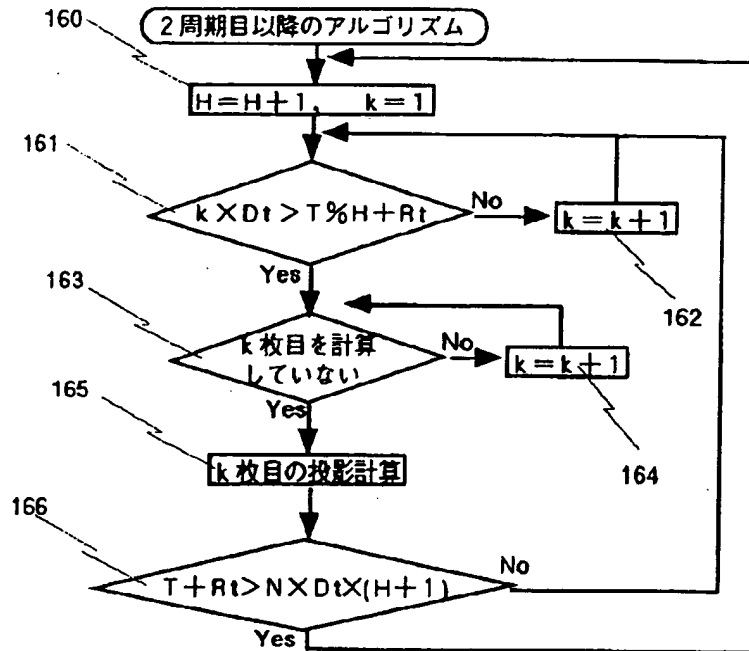 2周期目以降のアルゴリズム
160
H=H+1, k=1
161
k×Dt>T%H+Rt
No
k=k+1
162
Yes
163
k枚目を計算
していない
No
k=k+1
164
Yes
165
k枚目の投影計算
166
T+Rt>N×Dt×(H+1)
No
Yes